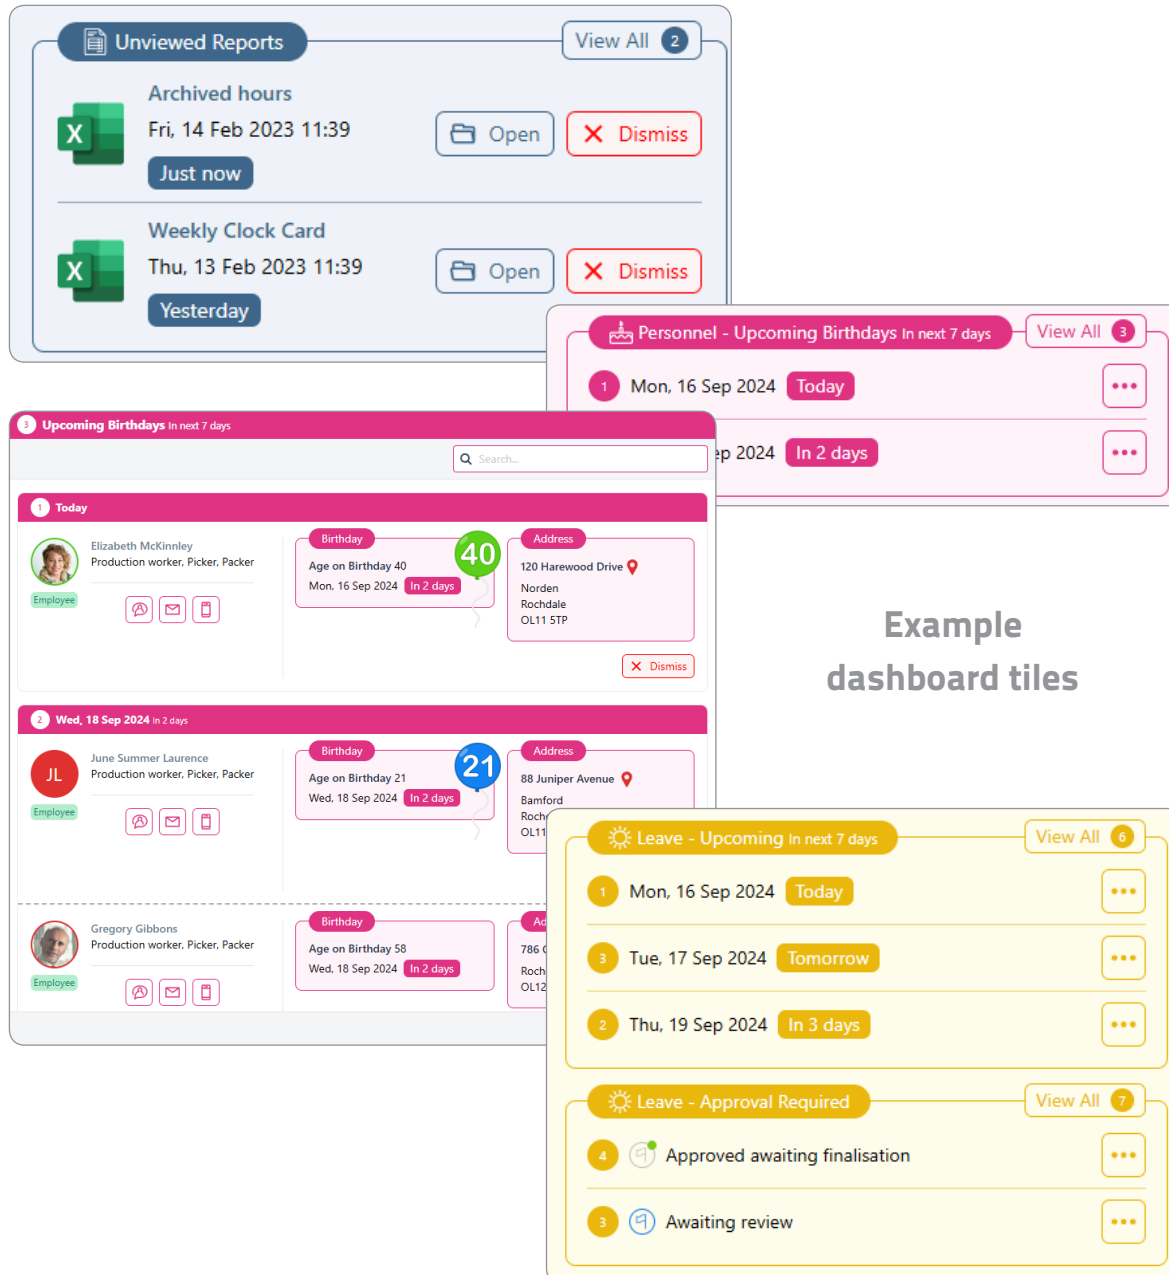 Unviewed Reports
View All 2
Archived hours
Fri, 14 Feb 2023 11:39
Just now
Open
Dismiss
Weekly Clock Card
Thu, 13 Feb 2023 11:39
Yesterday
Open
Dismiss
Personnel - Upcoming Birthdays In next 7 days
View All 3
1 Mon, 16 Sep 2024 Today
2024 In 2 days
3 Upcoming Birthdays In next 7 days
Search...
1 Today
Elizabeth McKinnley
Production worker, Picker, Packer
Employee
Birthday
Age on Birthday 40
Mon, 16 Sep 2024 In 2 days
40
Address
120 Harewood Drive
Norden
Rochdale
OL11 5TP
Dismiss
2 Wed, 18 Sep 2024 In 2 days
JL
June Summer Laurence
Production worker, Picker, Packer
Employee
Birthday
Age on Birthday 21
Wed, 18 Sep 2024 In 2 days
21
Address
88 Juniper Avenue
Bamford
OL11
Gregory Gibbons
Production worker, Picker, Packer
Employee
Birthday
Age on Birthday 58
Wed, 18 Sep 2024 In 2 days
786
OL12
Example
dashboard tiles
Leave - Upcoming In next 7 days
View All 6
1 Mon, 16 Sep 2024 Today
3 Tue, 17 Sep 2024 Tomorrow
2 Thu, 19 Sep 2024 In 3 days
Leave - Approval Required
View All 7
4 Approved awaiting finalisation
3 Awaiting review